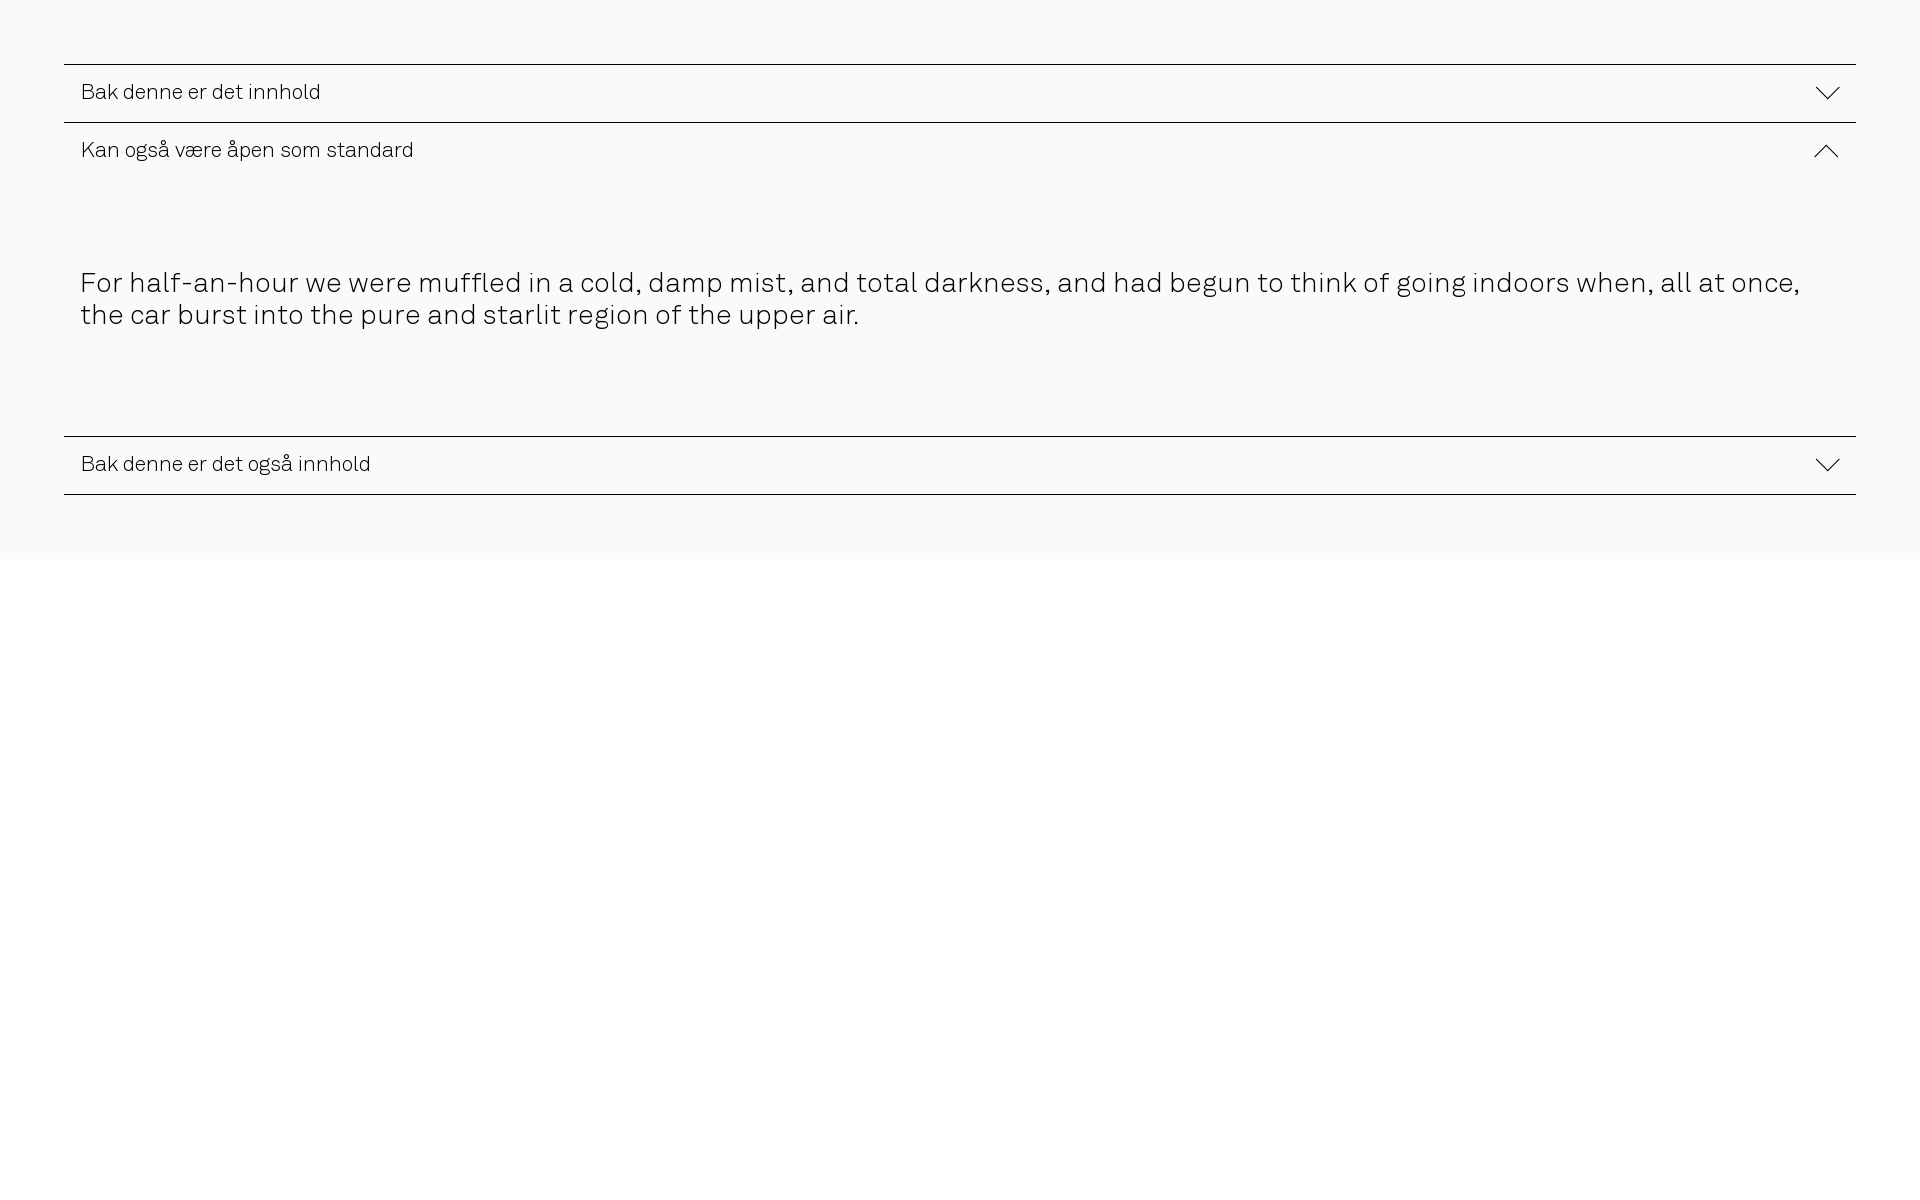 Bak denne er det innhold
Kan også være åpen som standard
For half-an-hour we were muffled in a cold, damp mist, and total darkness, and had begun to think of going indoors when, all at once,
the car burst into the pure and starlit region of the upper air.
Bak denne er det også innhold